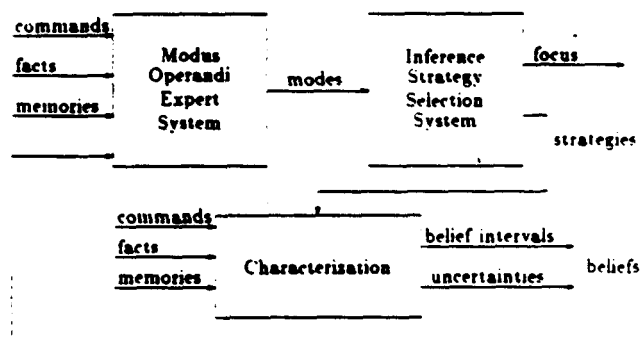 commands
facts
memories
Modus
Operandi
Expert
System
modes
Inference
Strategy
Selection
System
focus
strategies
commands
facts
memories
Characterization
belief intervals
uncertainties
beliefs